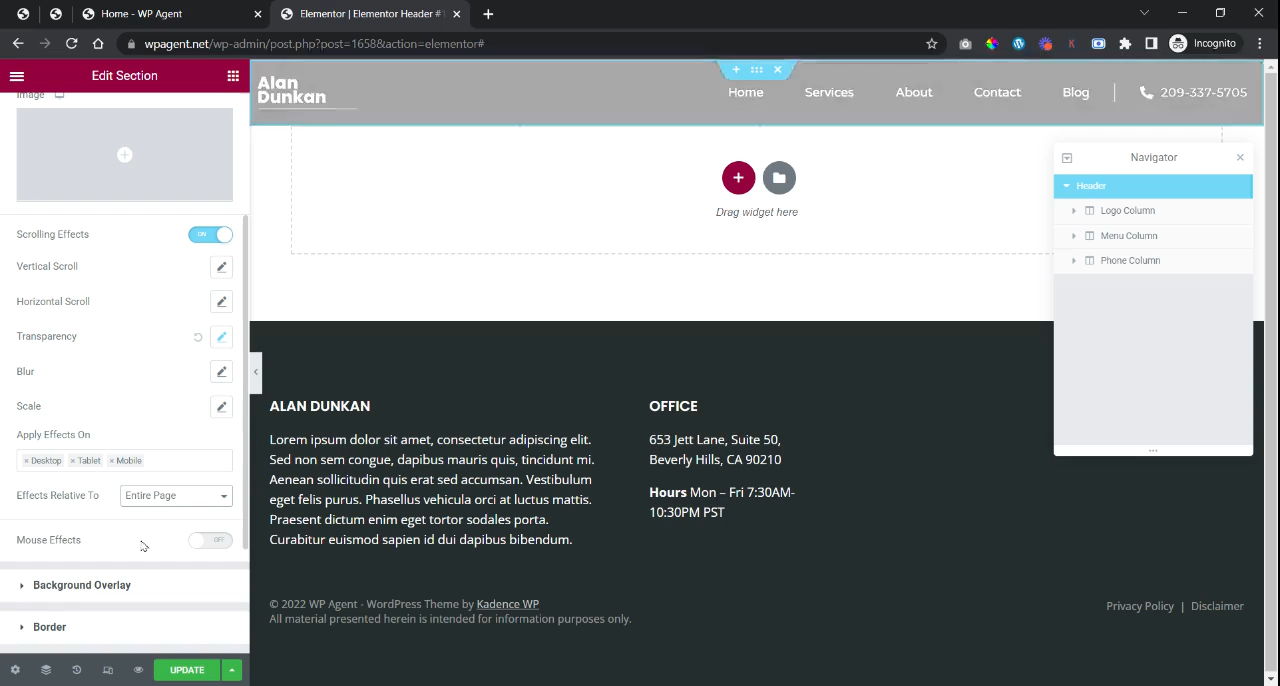 Home - WP Agent
Elementor | Elementor Header #1
wpagent.net/wp-admin/post.php?post=1658&action=elementor#
Incognito
Edit Section
Image
Scrolling Effects
ON
Vertical Scroll
Horizontal Scroll
Transparency
Blur
Scale
Apply Effects On
× Desktop × Tablet × Mobile
Effects Relative To
Entire Page
Mouse Effects
OFF
Background Overlay
Border
UPDATE
Alan
Dunkan
Home
Services
About
Contact
Blog
209-337-5705
Drag widget here
Navigator
Header
Logo Column
Menu Column
Phone Column
ALAN DUNKAN
Lorem ipsum dolor sit amet, consectetur adipiscing elit.
Sed non sem congue, dapibus mauris quis, tincidunt mi.
Aenean sollicitudin quis erat sed accumsan. Vestibulum
eget felis purus. Phasellus vehicula orci at luctus mattis.
Praesent dictum enim eget tortor sodales porta.
Curabitur euismod sapien id dui dapibus bibendum.
OFFICE
653 Jett Lane, Suite 50,
Beverly Hills, CA 90210
Hours Mon – Fri 7:30AM-
10:30PM PST
© 2022 WP Agent - WordPress Theme by Kadence WP
All material presented herein is intended for information purposes only.
Privacy Policy | Disclaimer